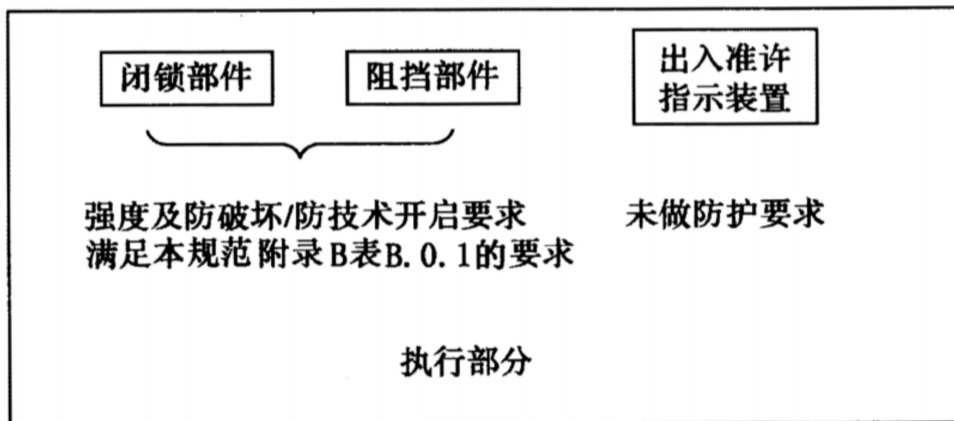 闭锁部件
阻挡部件
出入准许
指示装置
强度及防破坏/防技术开启要求
满足本规范附录B表B.0.1的要求
未做防护要求
执行部分